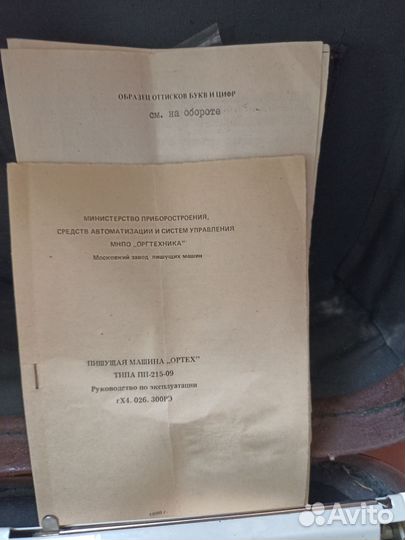 ОБРАЗЕЦ ОТТИСКОВ БУКВ И ЦИФР
см. на обороте
МИНИСТЕРСТВО ПРИБОРОСТРОЕНИЯ,
СРЕДСТВ АВТОМАТИЗАЦИИ И СИСТЕМ УПРАВЛЕНИЯ
МНПО „ОРГТЕХНИКА"
Московский завод пишущих машин
ПИШУЩАЯ МАШИНА „ОРТЕХ"
ТИПА ПП-215-09
Руководство по эксплуатации
гХ4. 026. 300РЭ
Avito